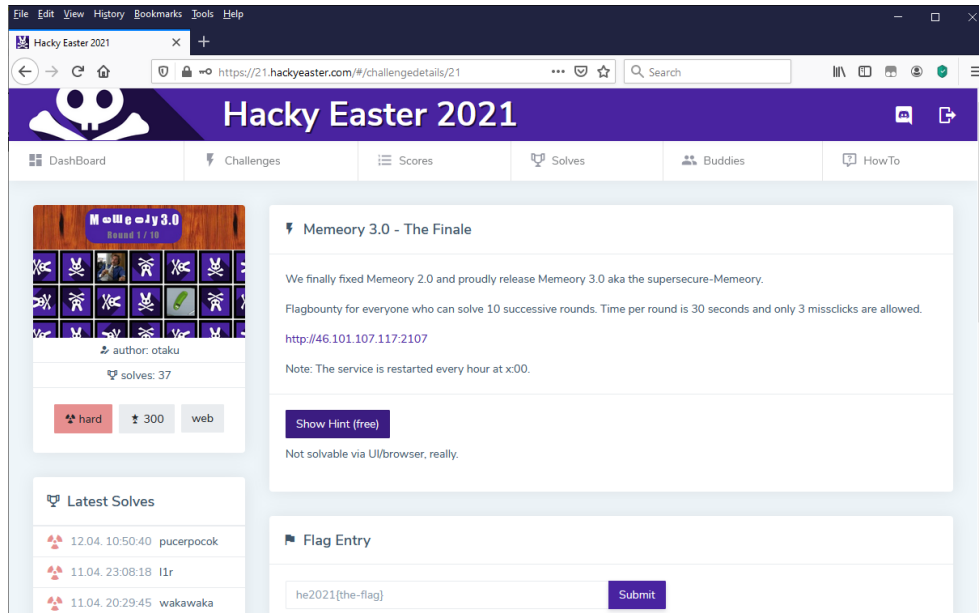 File Edit View History Bookmarks Tools Help
Hacky Easter 2021
https://21.hackyeaster.com/#/challengedetails/21
Search
Hacky Easter 2021
DashBoard
Challenges
Scores
Solves
Buddies
HowTo
3.0
Round 1 / 10
author: otaku
solves: 37
hard
300
web
Latest Solves
12.04. 10:50:40 pucerpocok
11.04. 23:08:18 l1r
11.04. 20:29:45 wakawaka
Memeory 3.0 - The Finale
We finally fixed Memeory 2.0 and proudly release Memeory 3.0 aka the supersecure-Memeory.
Flagbounty for everyone who can solve 10 successive rounds. Time per round is 30 seconds and only 3 missclicks are allowed.
http://46.101.107.117:2107
Note: The service is restarted every hour at x:00.
Show Hint (free)
Not solvable via UI/browser, really.
Flag Entry
he2021{the-flag}
Submit